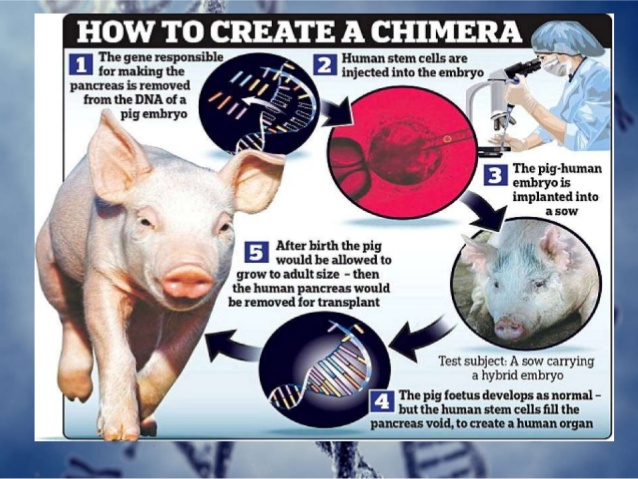 HOW TO CREATE A CHIMERA
1 The gene responsible
for making the
pancreas is removed
from the DNA of a
pig embryo
2 Human stem cells are
injected into the embryo
3 The pig-human
embryo is
implanted into
a sow
Test subject: A sow carrying
a hybrid embryo
4 The pig foetus develops as normal –
but the human stem cells fill the
pancreas void, to create a human organ
5 After birth the pig
would be allowed to
grow to adult size – then
the human pancreas would
be removed for transplant